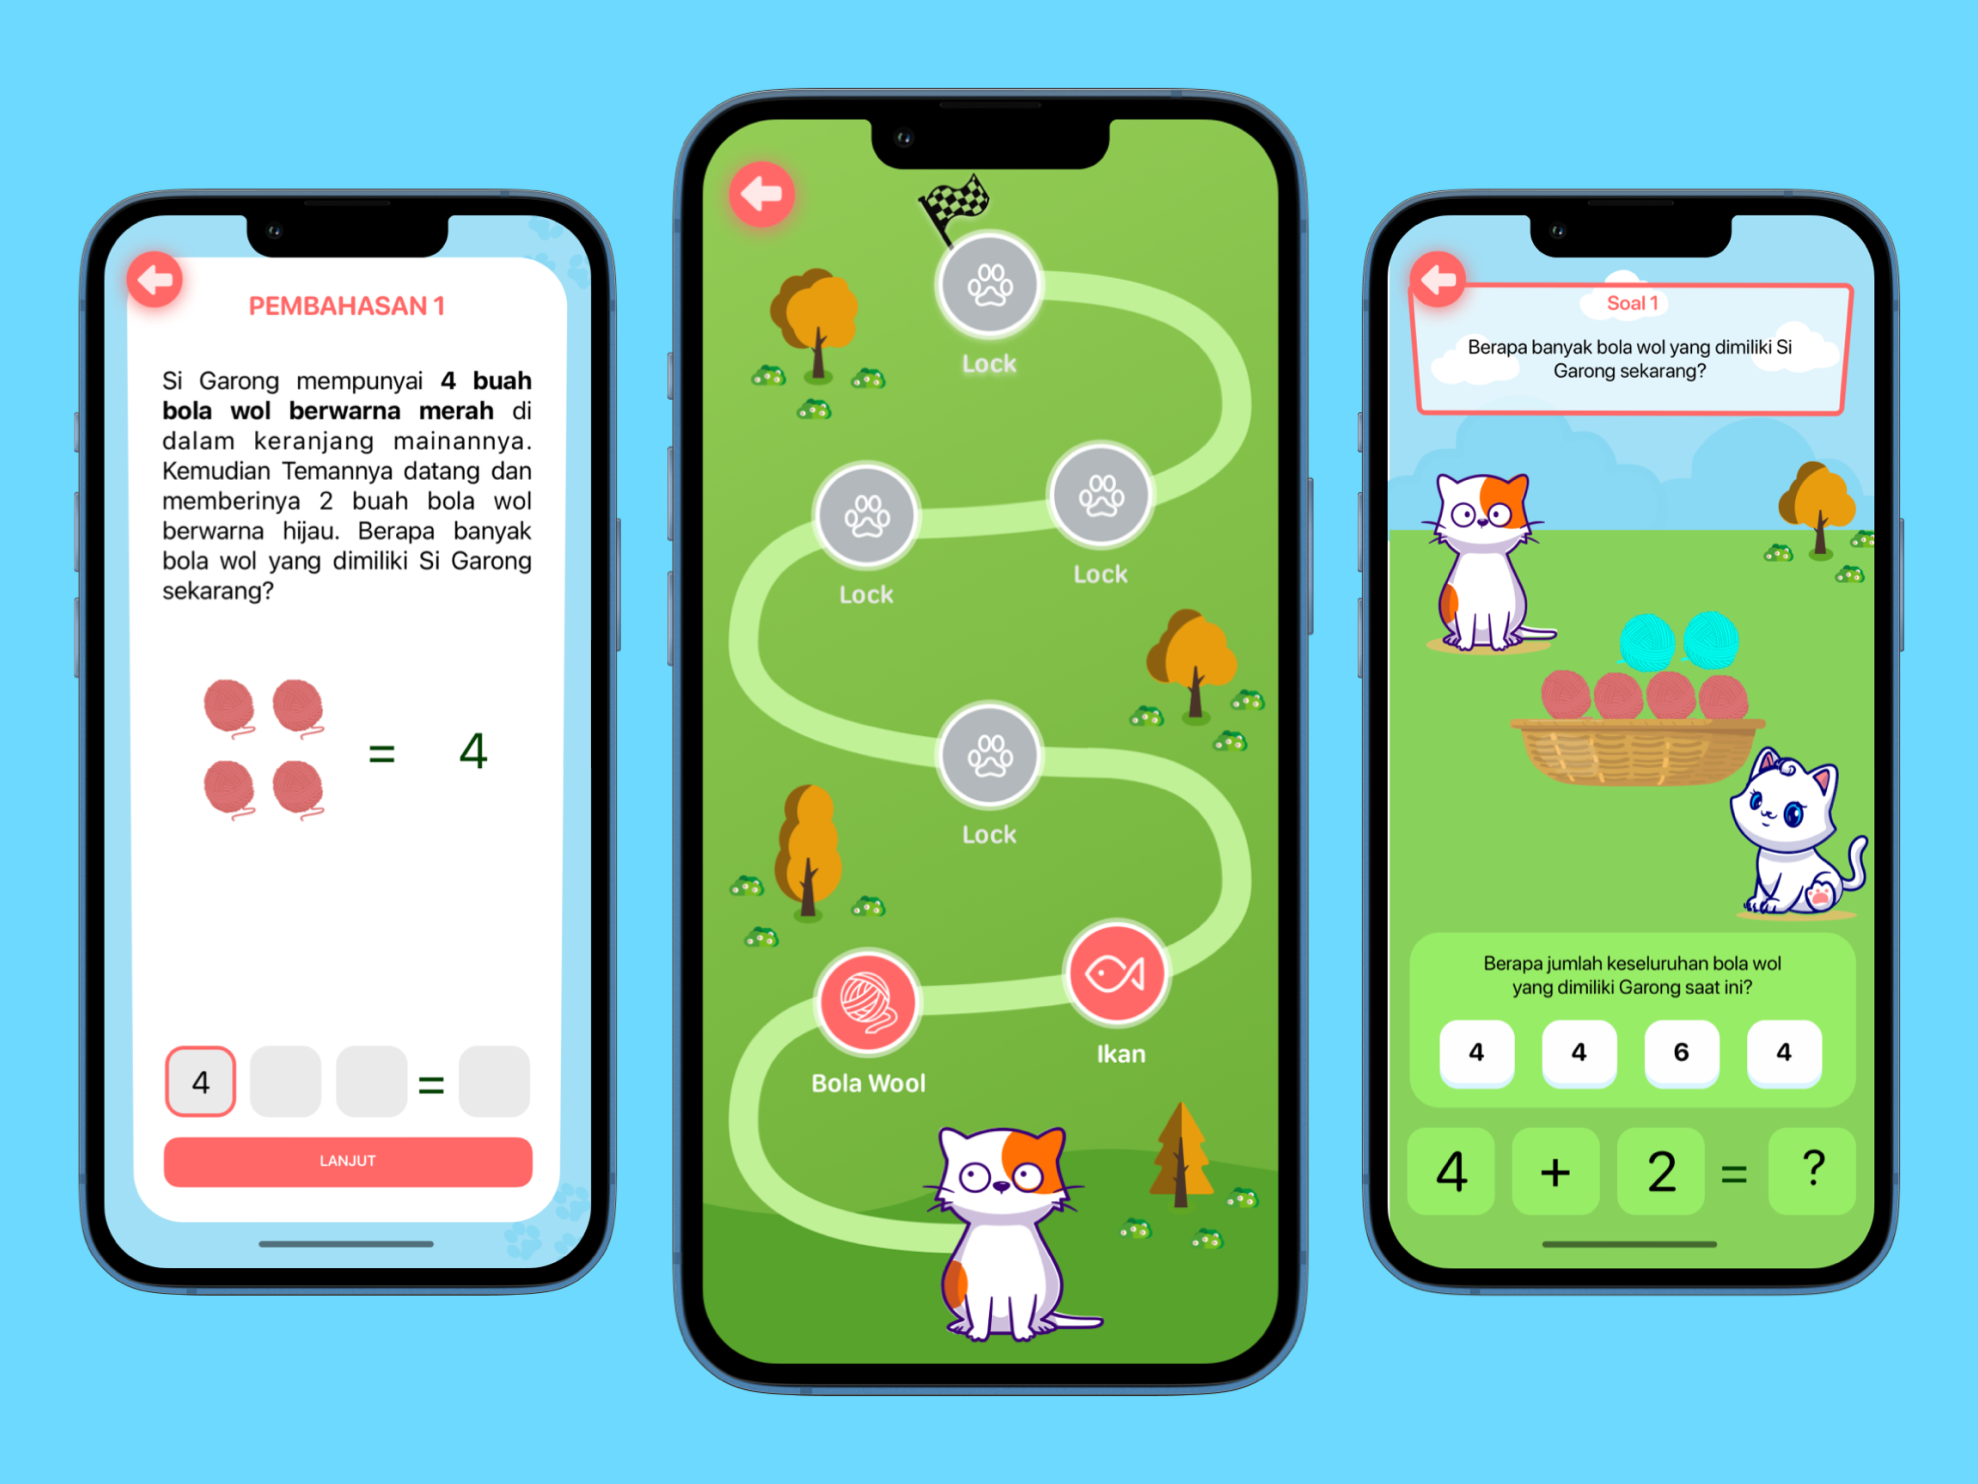 PEMBAHASAN 1
Si Garong mempunyai 4 buah
bola wol berwarna merah di
dalam keranjang mainannya.
Kemudian Temannya datang dan
memberinya 2 buah bola wol
berwarna hijau. Berapa banyak
bola wol yang dimiliki Si Garong
sekarang?
= 4
4 =
LANJUT
Lock
Lock
Lock
Lock
Ikan
Bola Wool
Soal 1
Berapa banyak bola wol yang dimiliki Si
Garong sekarang?
Berapa jumlah keseluruhan bola wol
yang dimiliki Garong saat ini?
4 4 6 4
4 + 2 = ?